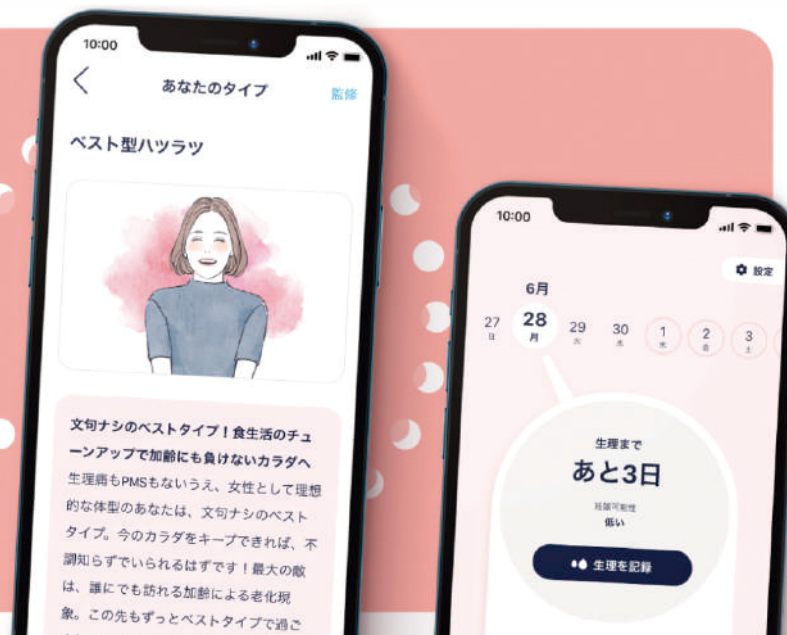 10:00
あなたのタイプ
監修
ベスト型ハツラツ
文句ナシのベストタイプ！食生活のチュ
ーンアップで加齢にも負けないカラダへ
生理痛もPMSもないうえ、女性として理想
的な体型のあなたは、文句ナシのベスト
タイプ。今のカラダをキープできれば、不
調知らずでいられるはずです！最大の敵
は、誰にでも訪れる加齢による老化現
象。この先もずっとベストタイプで過ご
10:00
設定
6月
27 28 29 30 1 2 3
日 月 火 水 木 金 土
生理まで
あと3日
妊娠可能性
低い
生理を記録